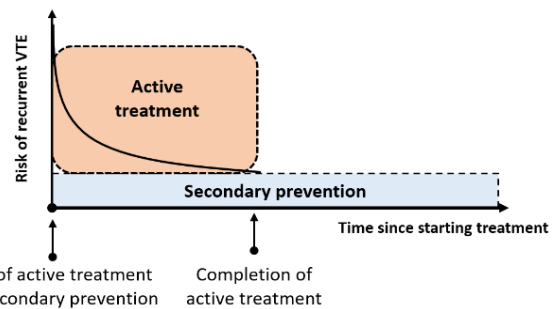 Risk of recurrent VTE
Active
treatment
Secondary prevention
Time since starting treatment
of active treatment
condary prevention
Completion of
active treatment